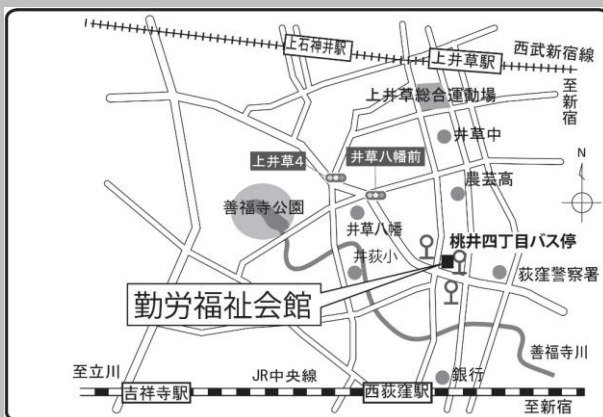 上石神井駅
上井草駅
西武新宿線
至新宿
上井草総合運動場
井草中
上井草4
井草八幡前
農芸高
N
善福寺公園
井草八幡
桃井四丁目バス停
井荻小
荻窪警察署
勤労福祉会館
善福寺川
至立川
JR中央線
銀行
吉祥寺駅
西荻窪駅
至新宿